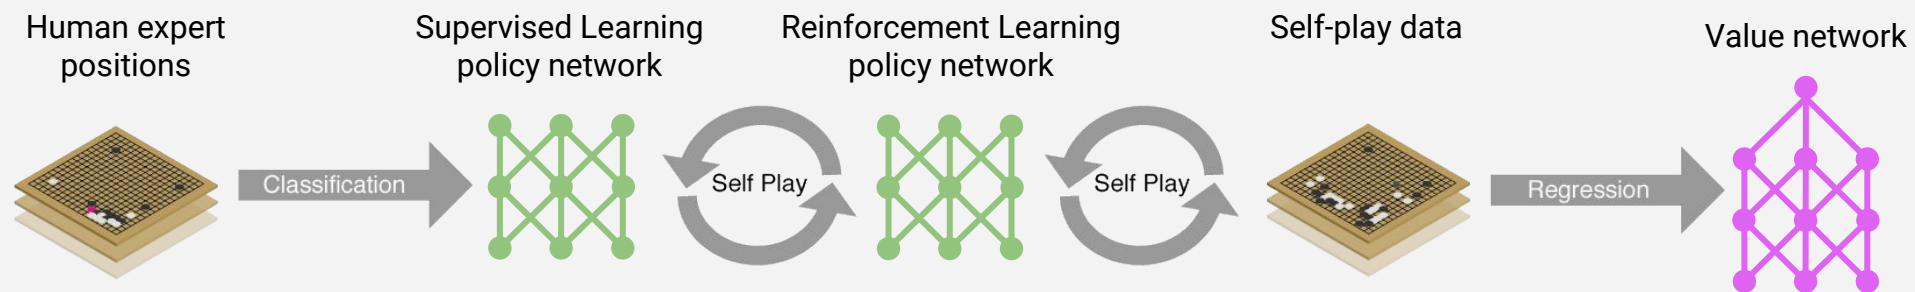 Human expert
positions
Supervised Learning
policy network
Reinforcement Learning
policy network
Self-play data
Value network
Classification
Self Play
Self Play
Regression